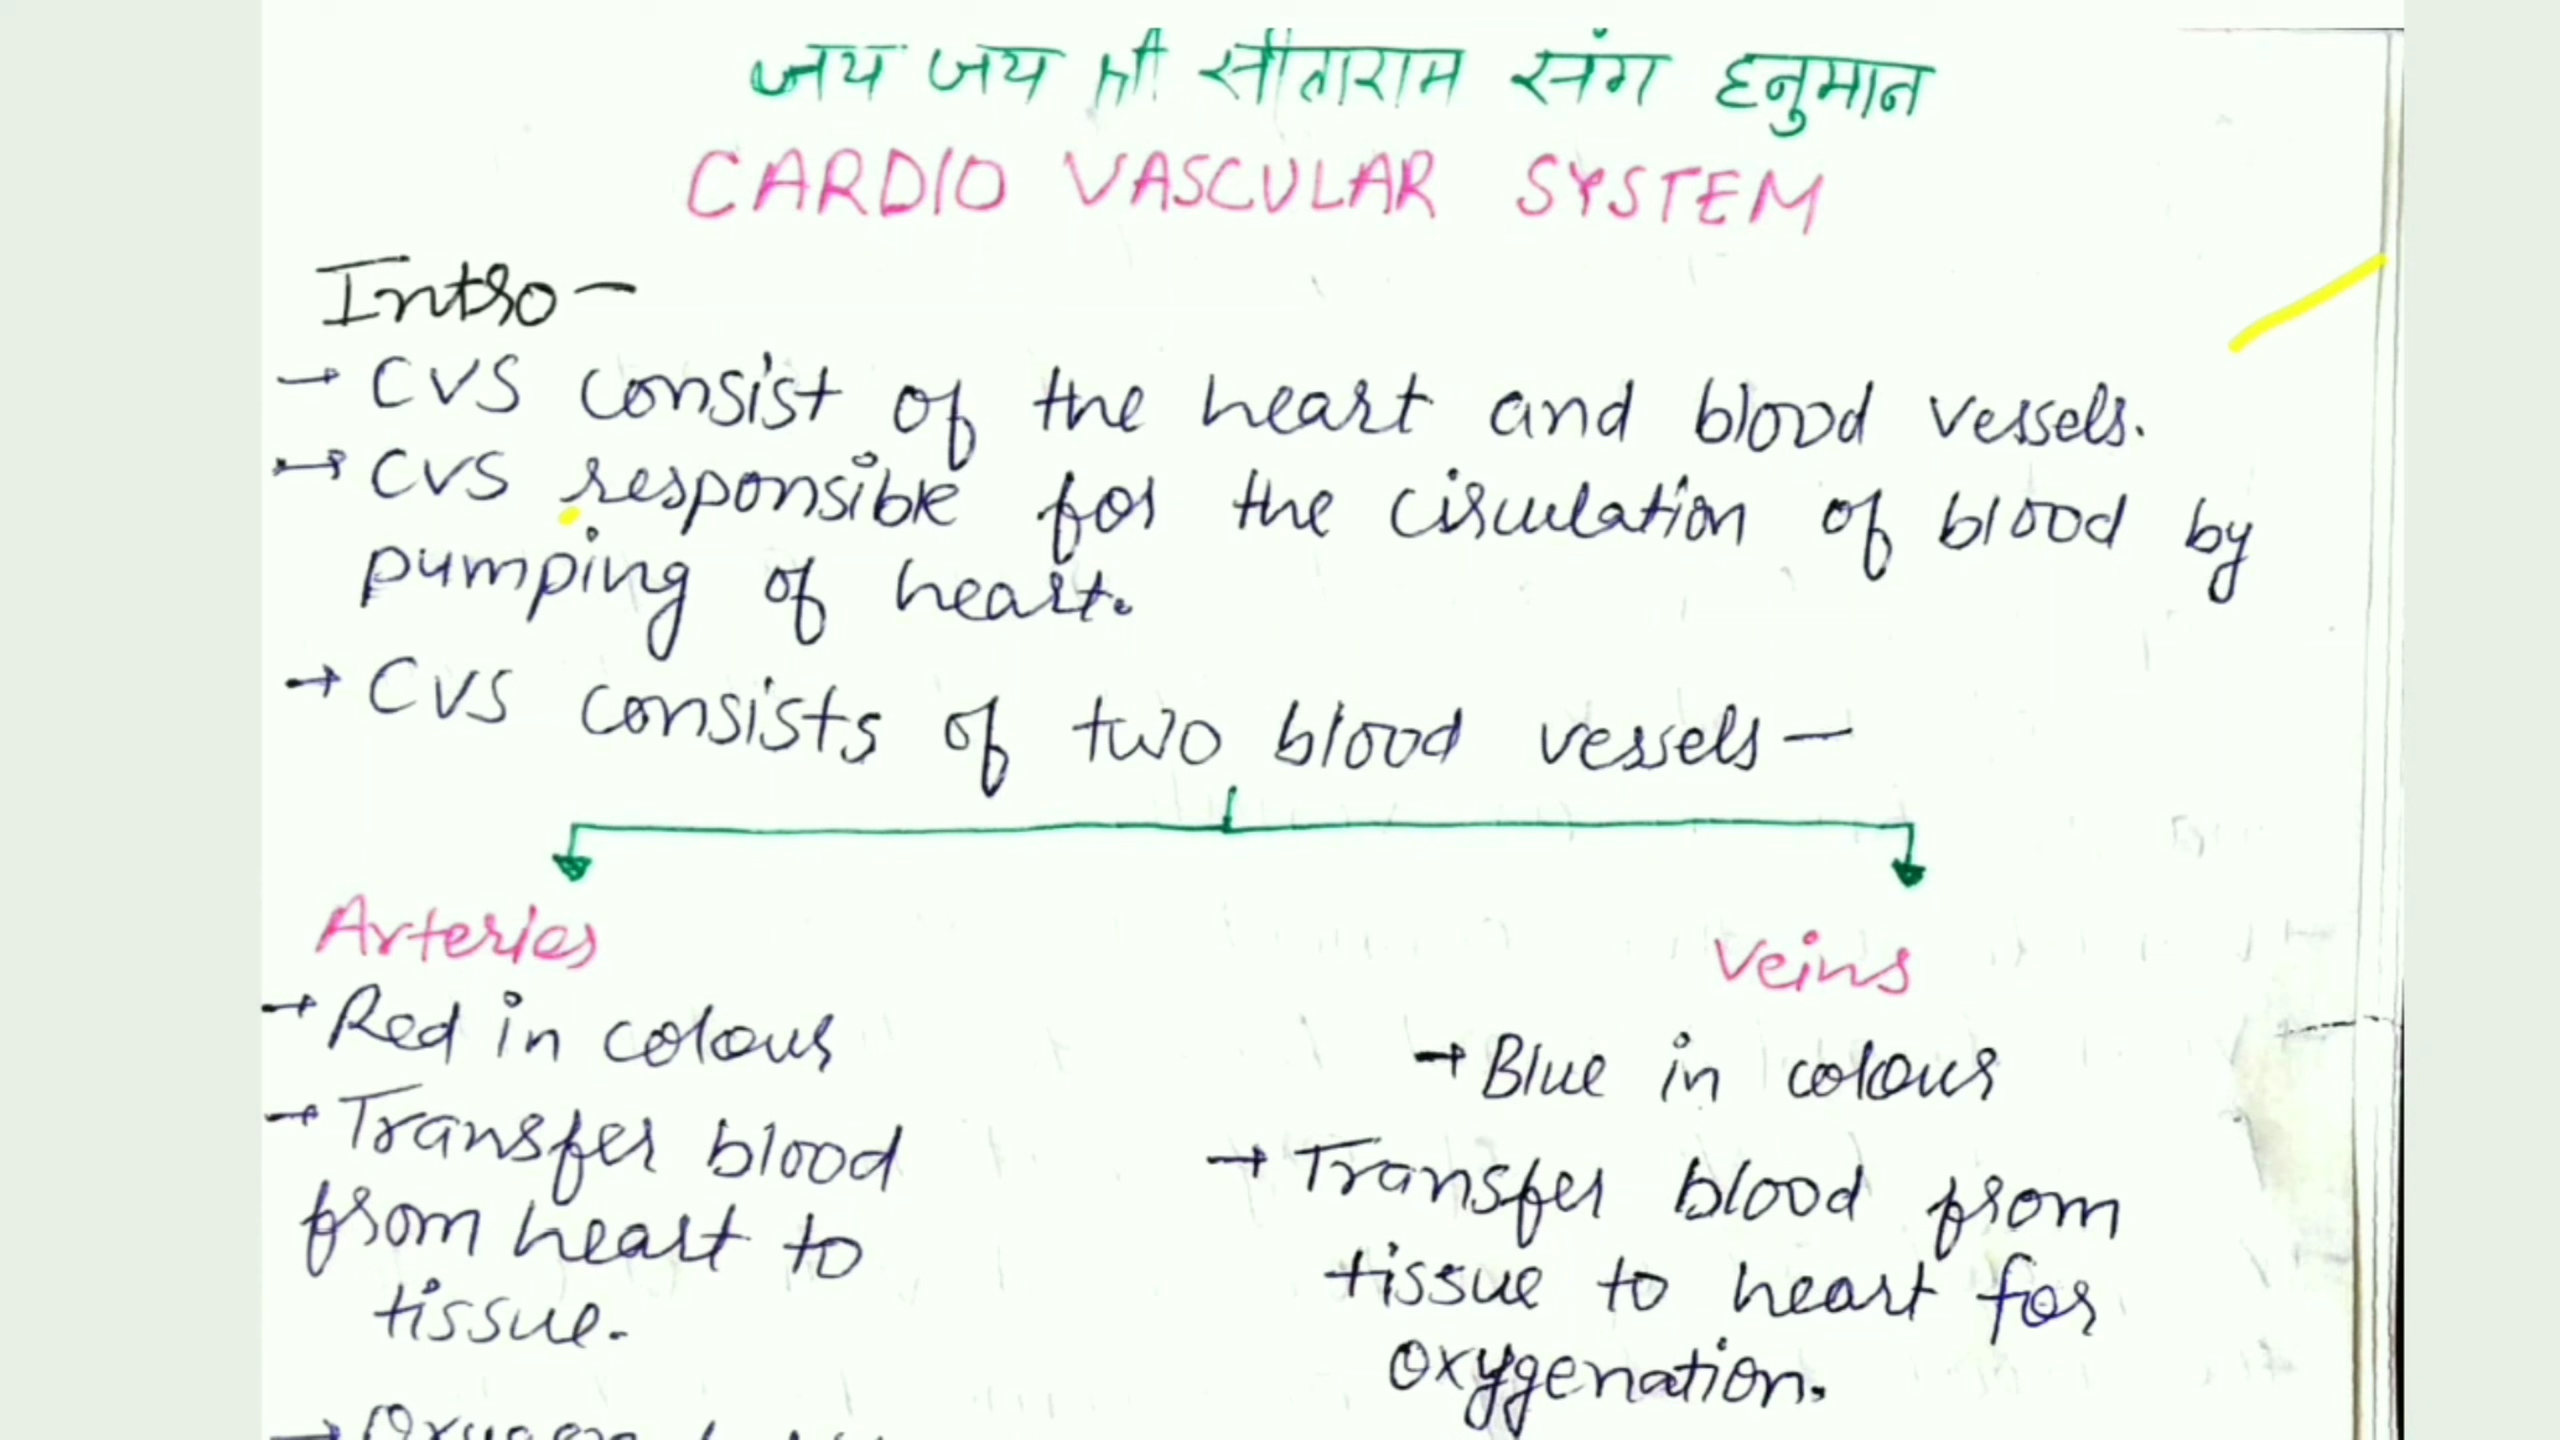 जय जय श्री सीताराम संग हनुमान
CARDIO VASCULAR SYSTEM
Intro -
→ CVS consist of the heart and blood vessels.
→ CVS responsible for the circulation of blood by
pumping of heart.
→ CVS consists of two blood vessels -
Arteries
Veins
→ Red in colour
→ Blue in colour
→ Transfer blood
from heart to
tissue.
→ Transfer blood from
tissue to heart for
oxygenation.